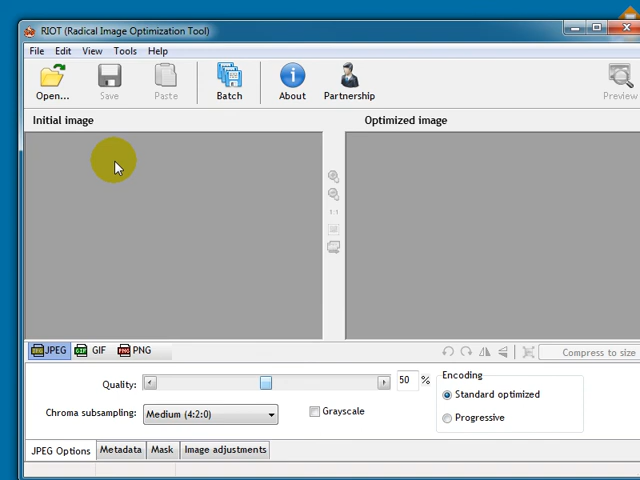 RIOT (Radical Image Optimization Tool)
File Edit View Tools Help
Open... Save Paste Batch About Partnership Preview
Initial image Optimized image
1:1
JPEG GIF PNG Compress to size
Quality: 50 % Encoding
Standard optimized
Chroma subsampling: Medium (4:2:0) Grayscale
Progressive
JPEG Options Metadata Mask Image adjustments